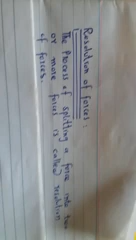 Resolution of forces:
The Process of splitting a force into two
or more forces is called resolution
of forces.